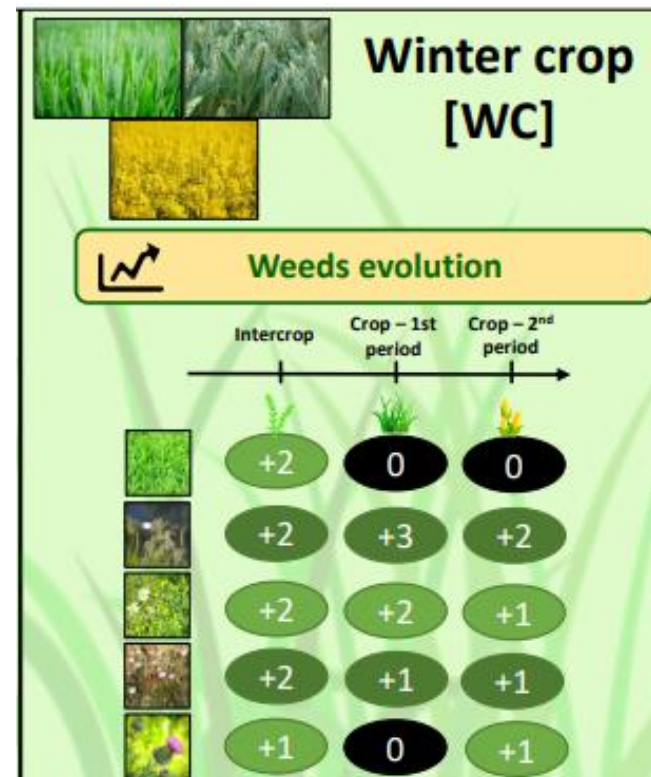 Winter crop
[WC]
Weeds evolution
Intercrop
Crop – 1st
period
Crop – 2nd
period
+2 0 0
+2 +3 +2
+2 +2 +1
+2 +1 +1
+1 0 +1